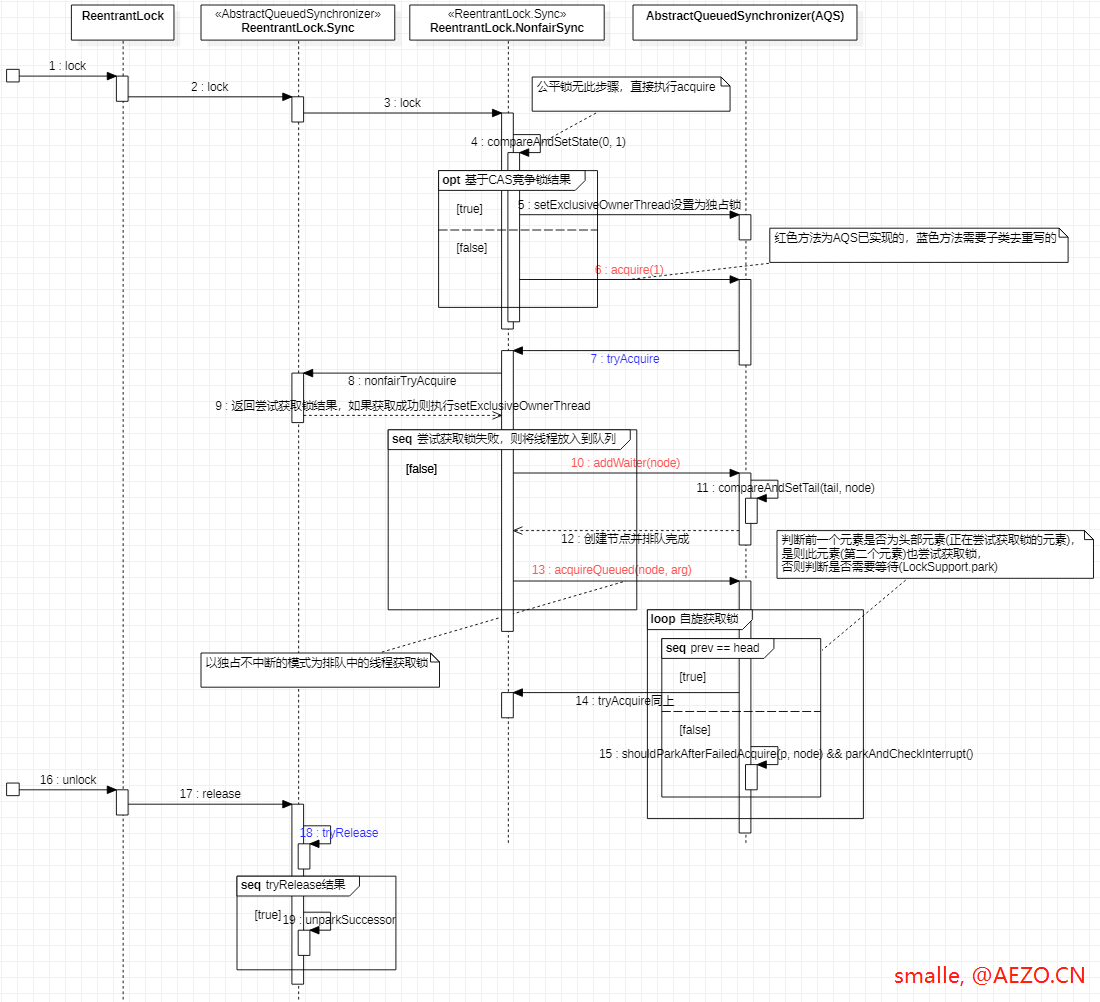 ReentrantLock
«AbstractQueuedSynchronizer»
ReentrantLock.Sync
«ReentrantLock.Sync»
ReentrantLock.NonfairSync
AbstractQueuedSynchronizer(AQS)
1 : lock
2 : lock
3 : lock
公平锁无此步骤，直接执行acquire
4 : compareAndSetState(0, 1)
opt 基于CAS竞争锁结果
[true]
5 : setExclusiveOwnerThread设置为独占锁
[false]
红色方法为AQS已实现的，蓝色方法需要子类去重写的
6 : acquire(1)
7 : tryAcquire
8 : nonfairTryAcquire
9 : 返回尝试获取锁结果，如果获取成功则执行setExclusiveOwnerThread
seq 尝试获取锁失败，则将线程放入到队列
[false]
10 : addWaiter(node)
11 : compareAndSetTail(tail, node)
12 : 创建节点并排队完成
判断前一个元素是否为头部元素(正在尝试获取锁的元素)，
是则此元素(第二个元素)也尝试获取锁，
否则判断是否需要等待(LockSupport.park)
13 : acquireQueued(node, arg)
loop 自旋获取锁
seq prev == head
以独占不中断的模式为排队中的线程获取锁
[true]
14 : tryAcquire同上
[false]
15 : shouldParkAfterFailedAcquire(p, node) && parkAndCheckInterrupt()
16 : unlock
17 : release
18 : tryRelease
seq tryRelease结果
[true]
19 : unparkSuccessor
smalle, @AEZO.CN